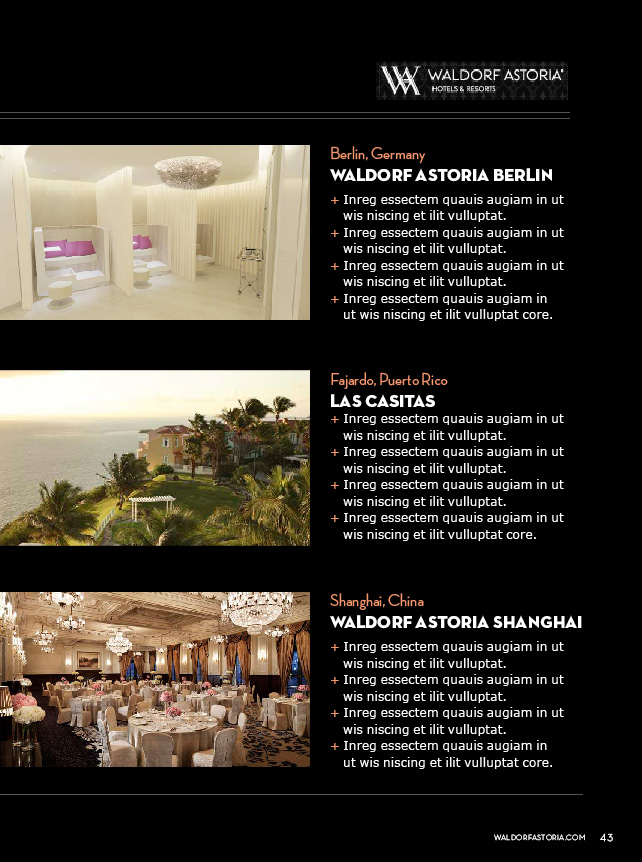 WALDORF ASTORIA®
HOTELS & RESORTS
Berlin, Germany
WALDORF ASTORIA BERLIN
+ Inreg essectem quauis augiam in ut
wis niscing et ilit vulluptat.
+ Inreg essectem quauis augiam in ut
wis niscing et ilit vulluptat.
+ Inreg essectem quauis augiam in ut
wis niscing et ilit vulluptat.
+ Inreg essectem quauis augiam in
ut wis niscing et ilit vulluptat core.
Fajardo, Puerto Rico
LAS CASITAS
+ Inreg essectem quauis augiam in ut
wis niscing et ilit vulluptat.
+ Inreg essectem quauis augiam in ut
wis niscing et ilit vulluptat.
+ Inreg essectem quauis augiam in ut
wis niscing et ilit vulluptat.
+ Inreg essectem quauis augiam in ut
wis niscing et ilit vulluptat core.
Shanghai, China
WALDORF ASTORIA SHANGHAI
+ Inreg essectem quauis augiam in ut
wis niscing et ilit vulluptat.
+ Inreg essectem quauis augiam in ut
wis niscing et ilit vulluptat.
+ Inreg essectem quauis augiam in ut
wis niscing et ilit vulluptat.
+ Inreg essectem quauis augiam in
ut wis niscing et ilit vulluptat core.
WALDORFASTORIA.COM 43